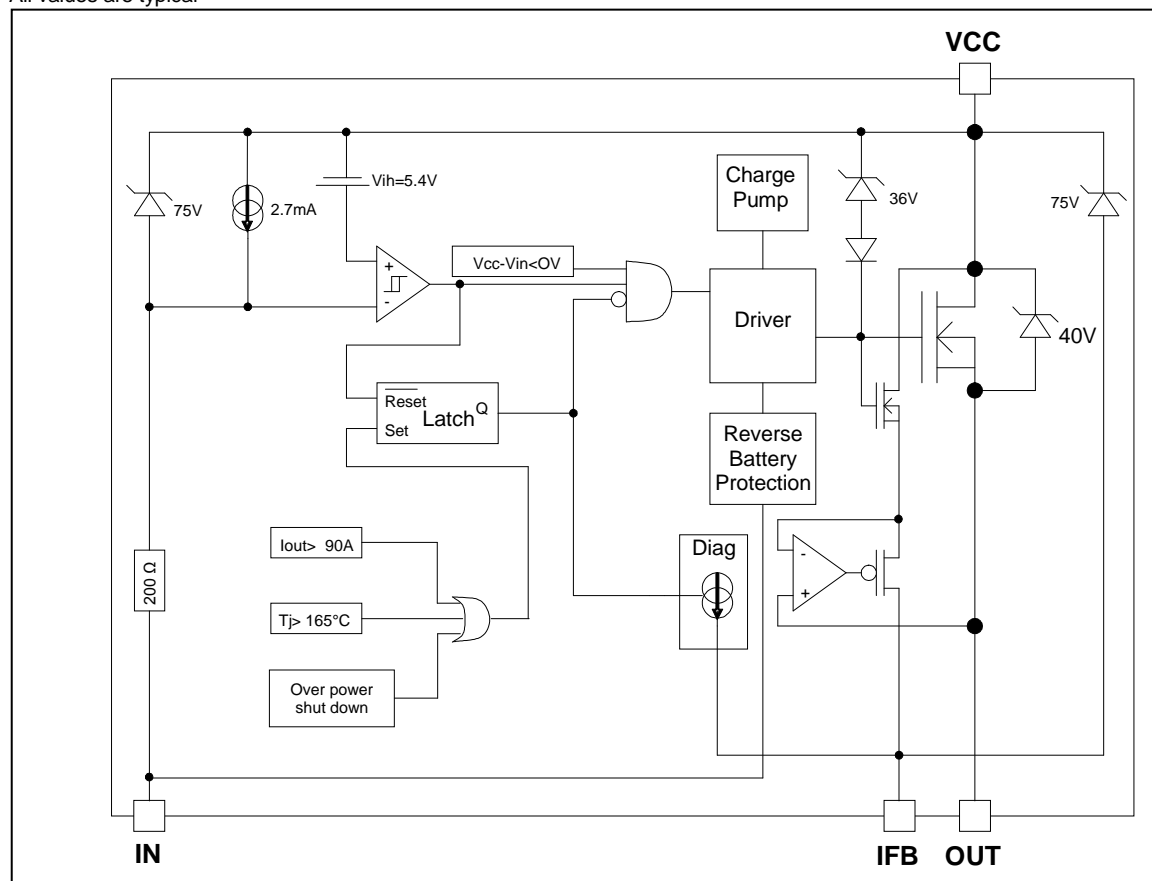 All values are typical
VCC
Vih=5.4V
75V
2.7mA
Charge
Pump
36V
75V
+
-
Vcc-Vin<OV
Driver
40V
Reset
Set
Latch
Q
Reverse
Battery
Protection
Iout> 90A
Diag
-
+
200 Ω
Tj> 165°C
Over power
shut down
IN
IFB
OUT